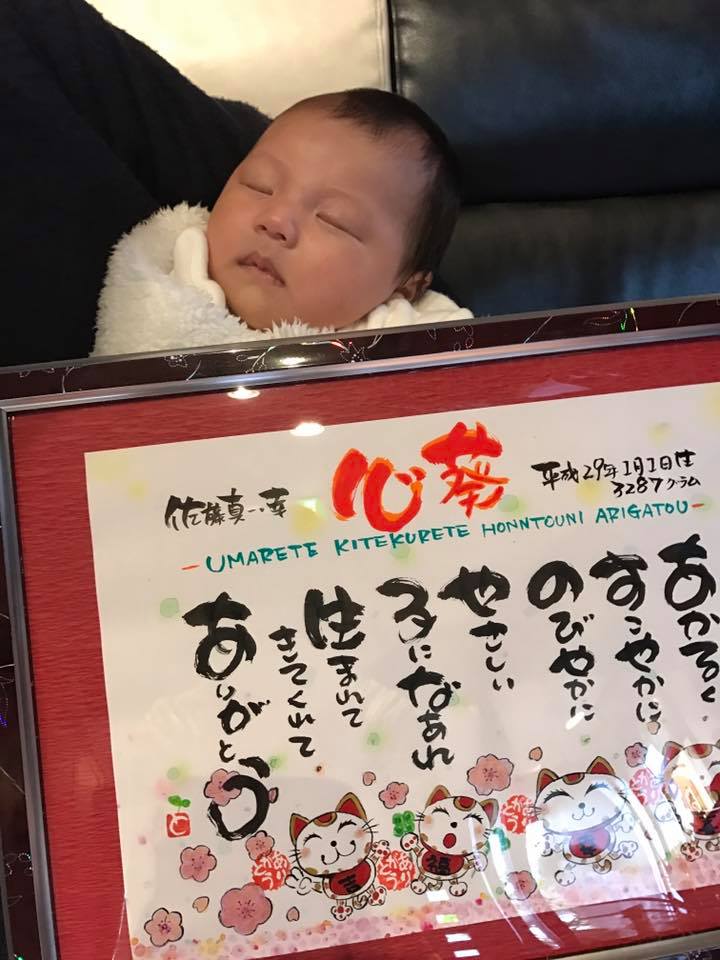 心葵
佐藤真一・幸
平成29年1月1日生
3287グラム
-UMARETE KITEKURETE HONNTOUNI ARIGATOU-
あかるく
すこやかに
のびやかに
やさしい
子になあれ
生まれて
きてくれて
ありがとう
吉
福